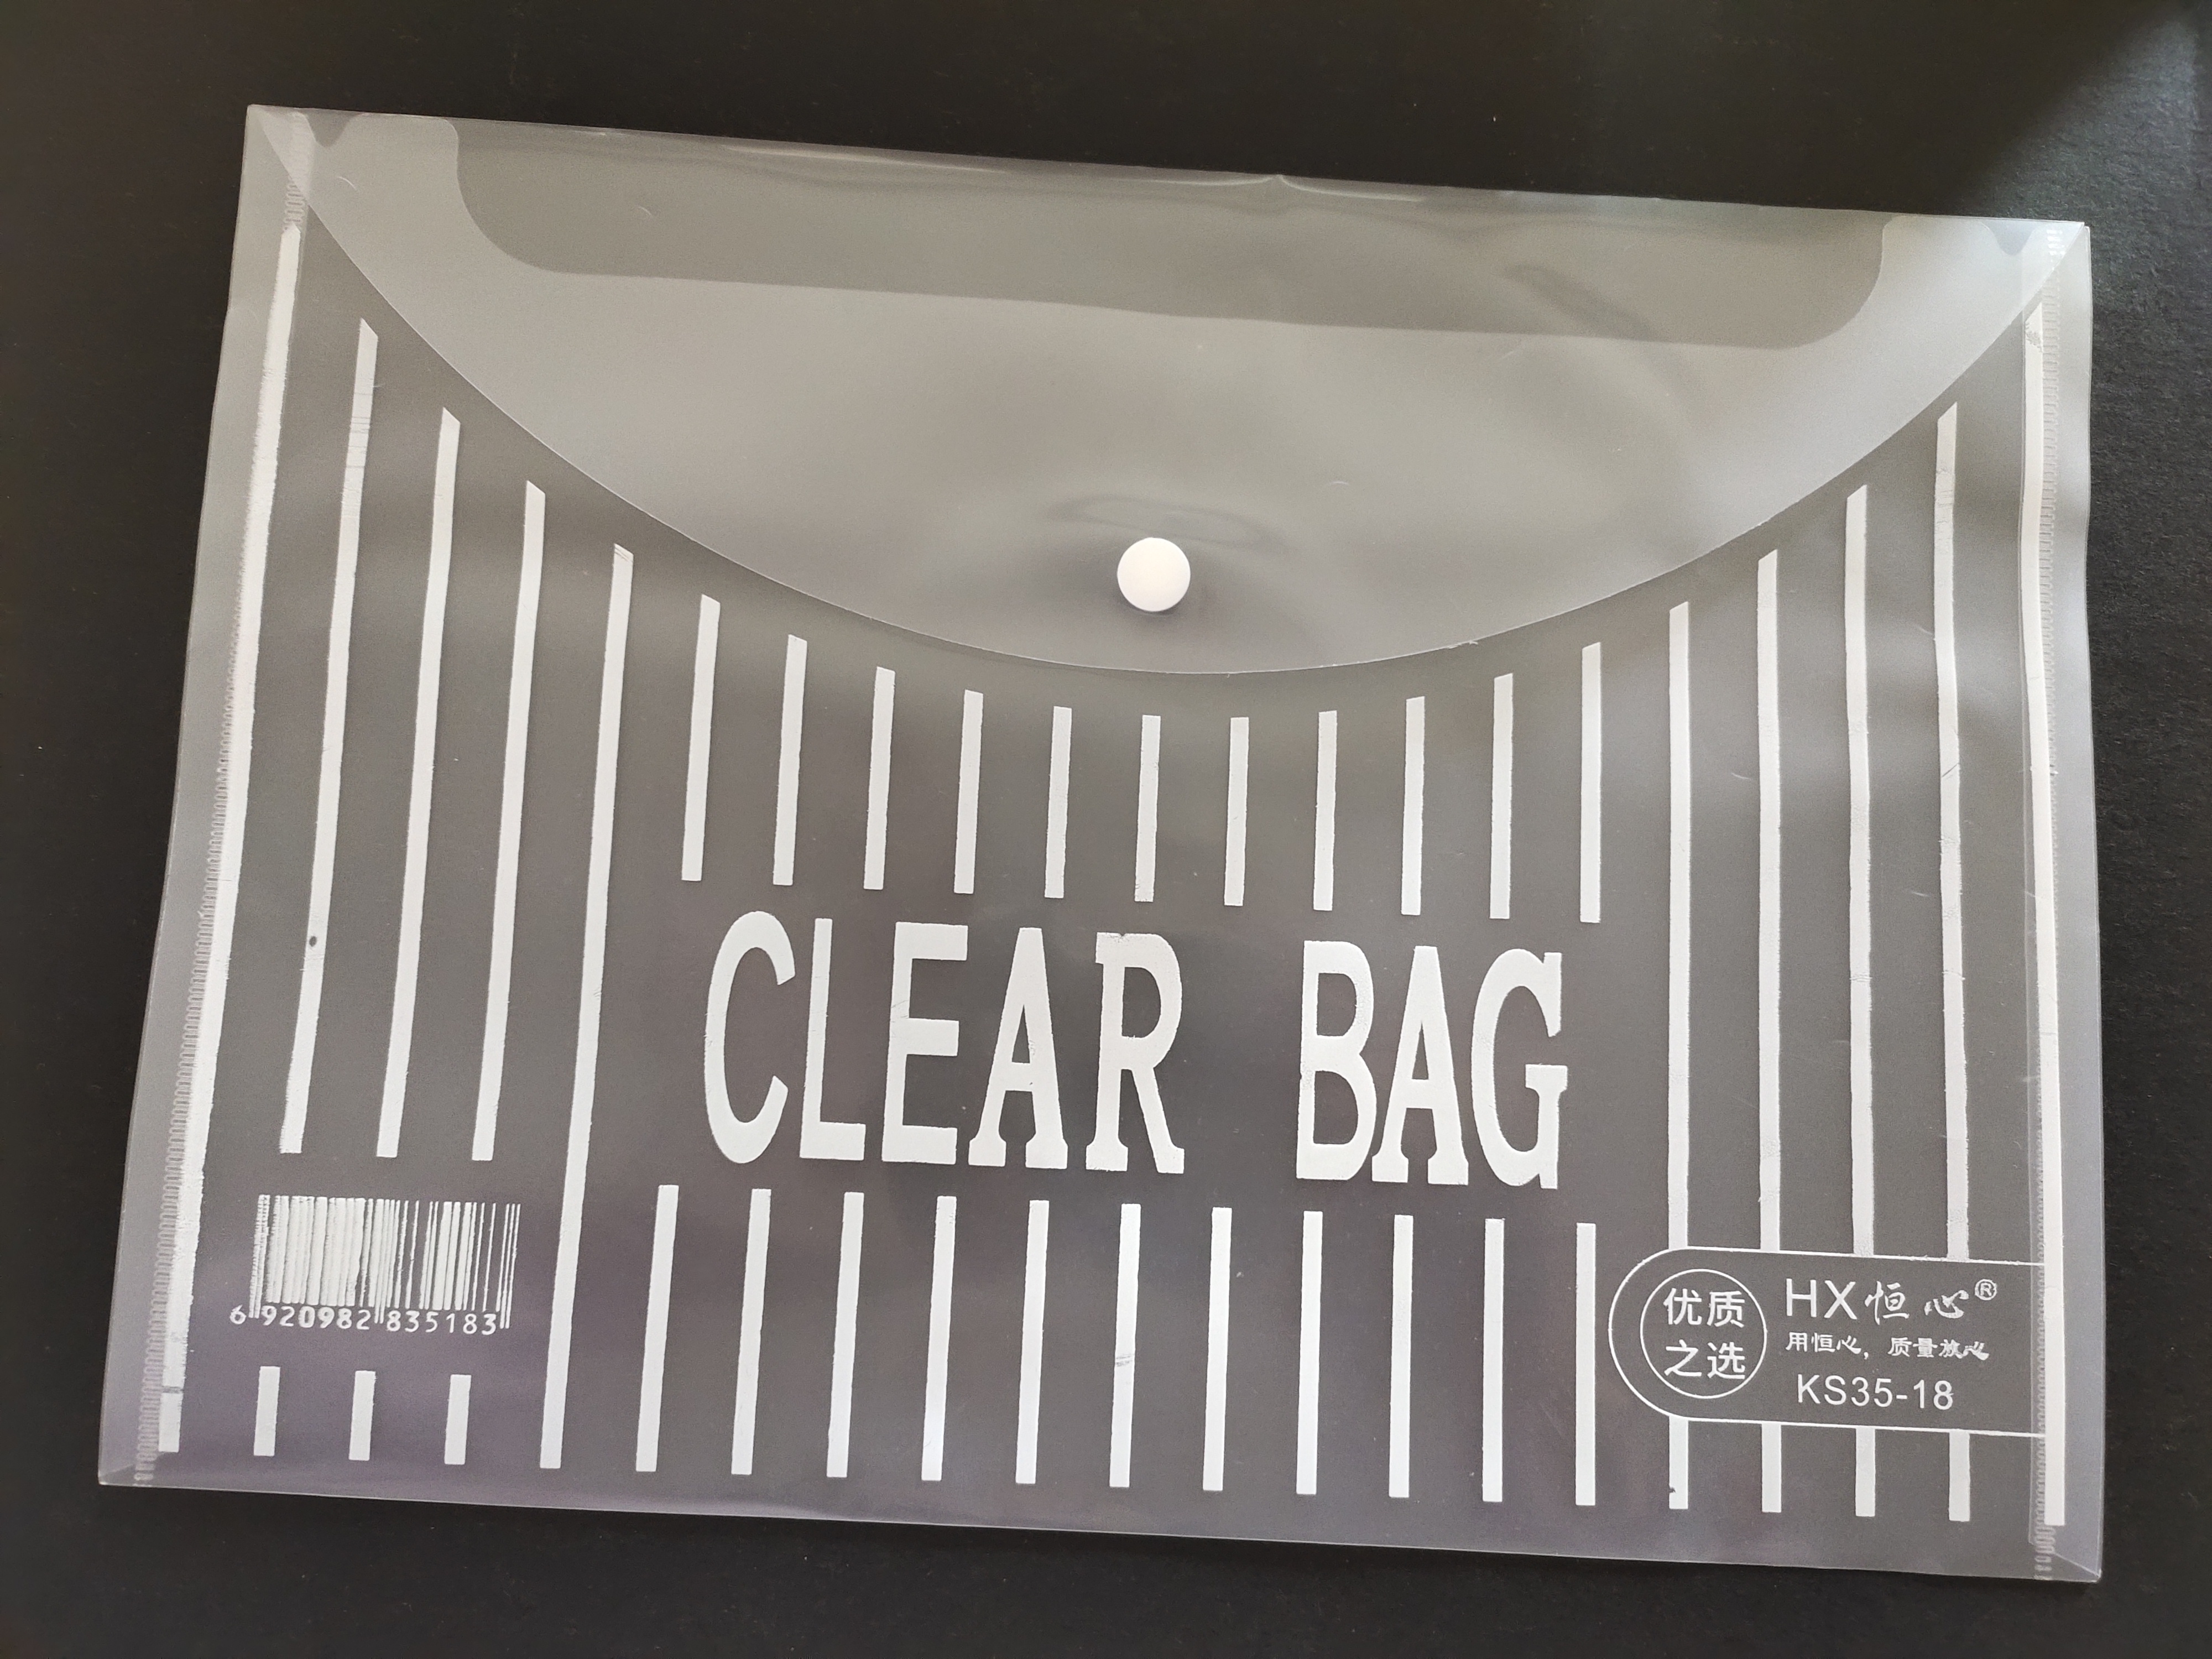 CLEAR BAG
6 920982 835183
优质
之选
HX恒心®
用恒心，质量放心
KS35-18